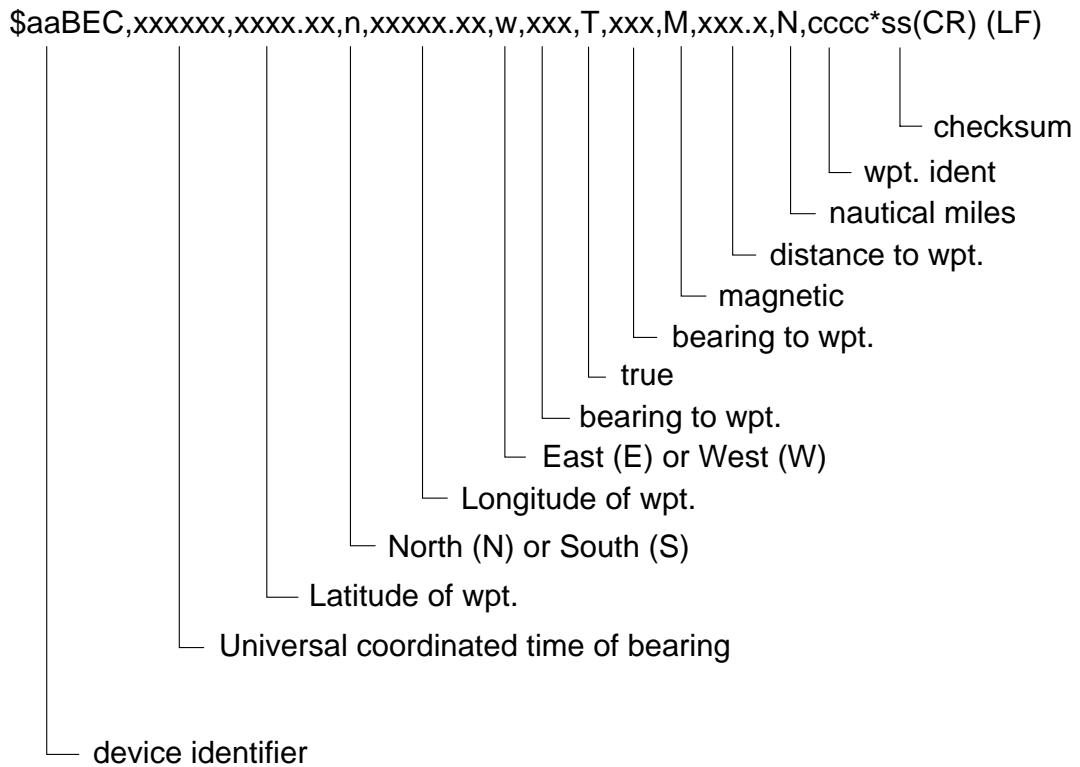 $aaBEC,xxxxxx,xxxx.xx,n,xxxxx.xx,w,xxx,T,xxx,M,xxx.x,N,cccc*ss(CR) (LF)
checksum
wpt. ident
nautical miles
distance to wpt.
magnetic
bearing to wpt.
true
bearing to wpt.
East (E) or West (W)
Longitude of wpt.
North (N) or South (S)
Latitude of wpt.
Universal coordinated time of bearing
device identifier